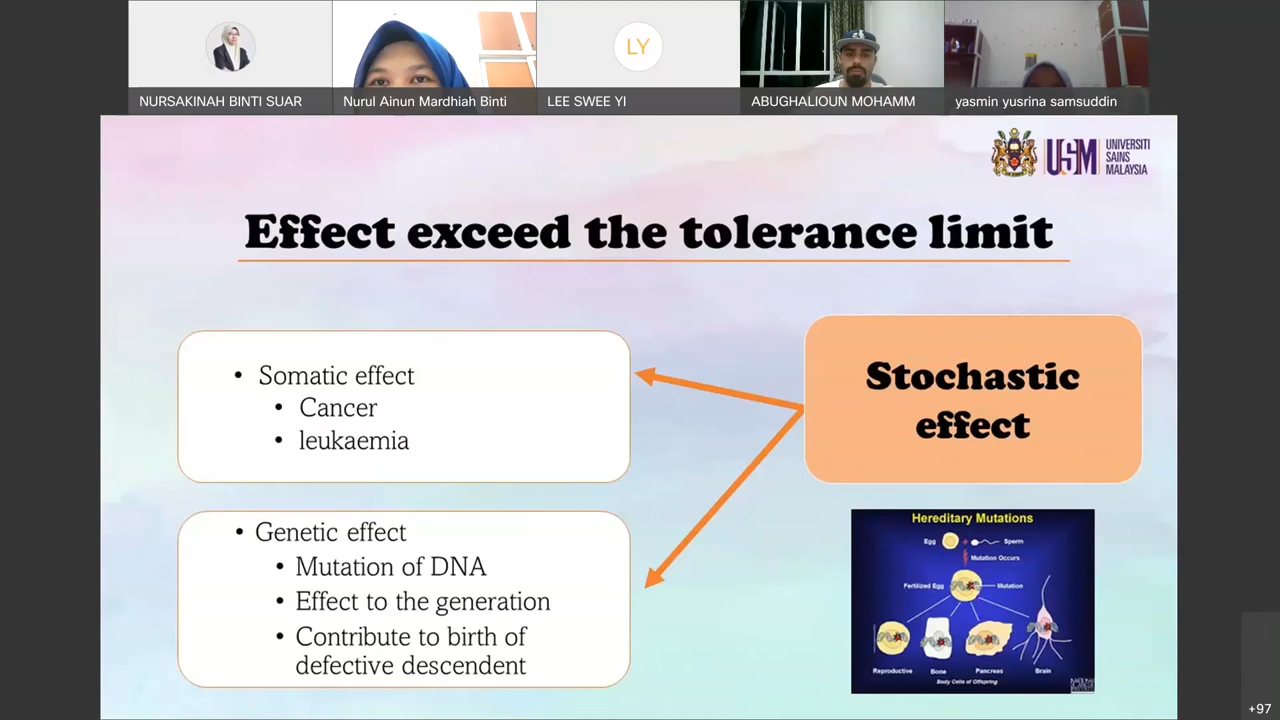 NURSAKINAH BINTI SUAR
Nurul Ainun Mardhiah Binti
LY
LEE SWEE YI
ABUGHALIOUN MOHAMM
yasmin yusrina samsuddin
USM
UNIVERSITI
SAINS
MALAYSIA
Effect exceed the tolerance limit
• Somatic effect
• Cancer
• leukaemia
Stochastic
effect
• Genetic effect
• Mutation of DNA
• Effect to the generation
• Contribute to birth of
defective descendent
Hereditary Mutations
Egg + Sperm
Mutation Occurs
Fertilized Egg
Mutation
Reproductive
Bone
Pancreas
Brain
Body Cells of Offspring
+97